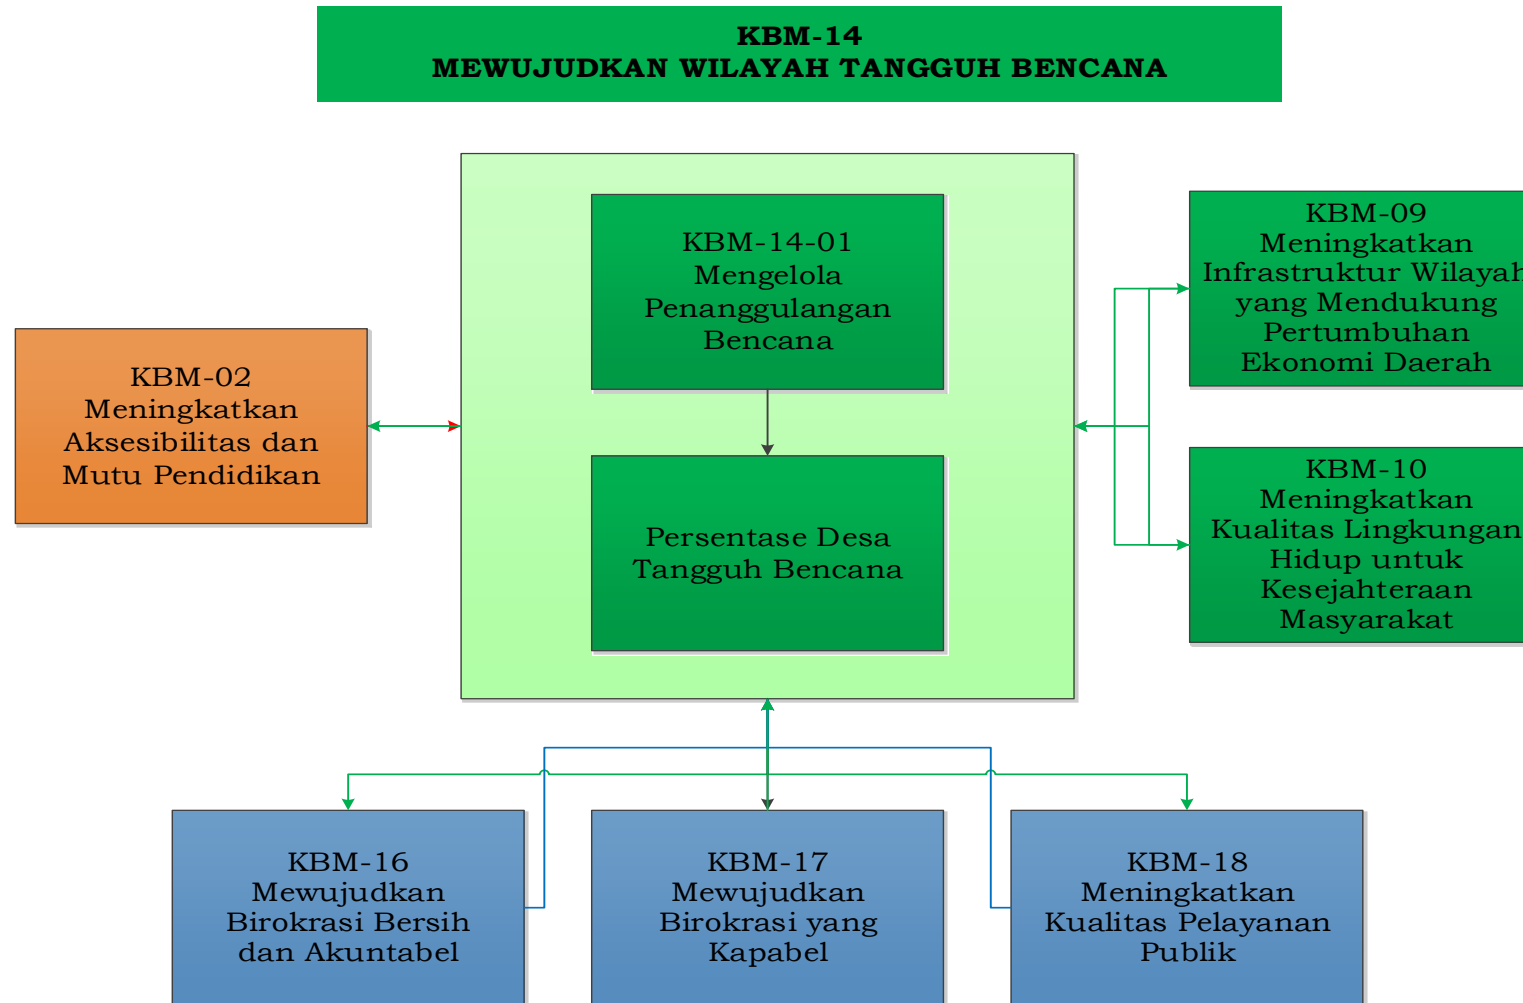 KBM-14
MEWUJUDKAN WILAYAH TANGGUH BENCANA
KBM-14-01
Mengelola
Penanggulangan
Bencana
Persentase Desa
Tangguh Bencana
KBM-02
Meningkatkan
Aksesibilitas dan
Mutu Pendidikan
KBM-09
Meningkatkan
Infrastruktur Wilayah
yang Mendukung
Pertumbuhan
Ekonomi Daerah
KBM-10
Meningkatkan
Kualitas Lingkungan
Hidup untuk
Kesejahteraan
Masyarakat
KBM-16
Mewujudkan
Birokrasi Bersih
dan Akuntabel
KBM-17
Mewujudkan
Birokrasi yang
Kapabel
KBM-18
Meningkatkan
Kualitas Pelayanan
Publik